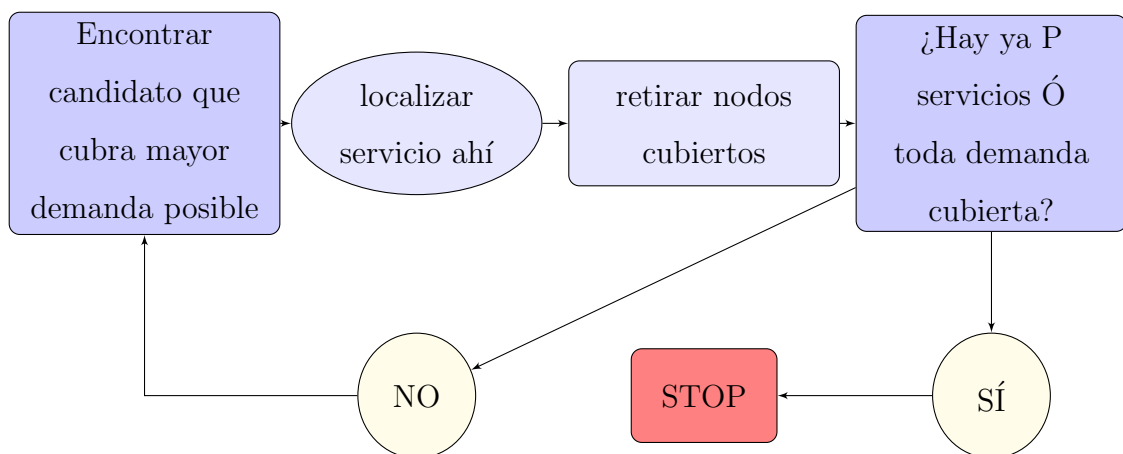 Encontrar
candidato que
cubra mayor
demanda posible
localizar
servicio ahí
retirar nodos
cubiertos
¿Hay ya P
servicios Ó
toda demanda
cubierta?
NO
STOP
SÍ